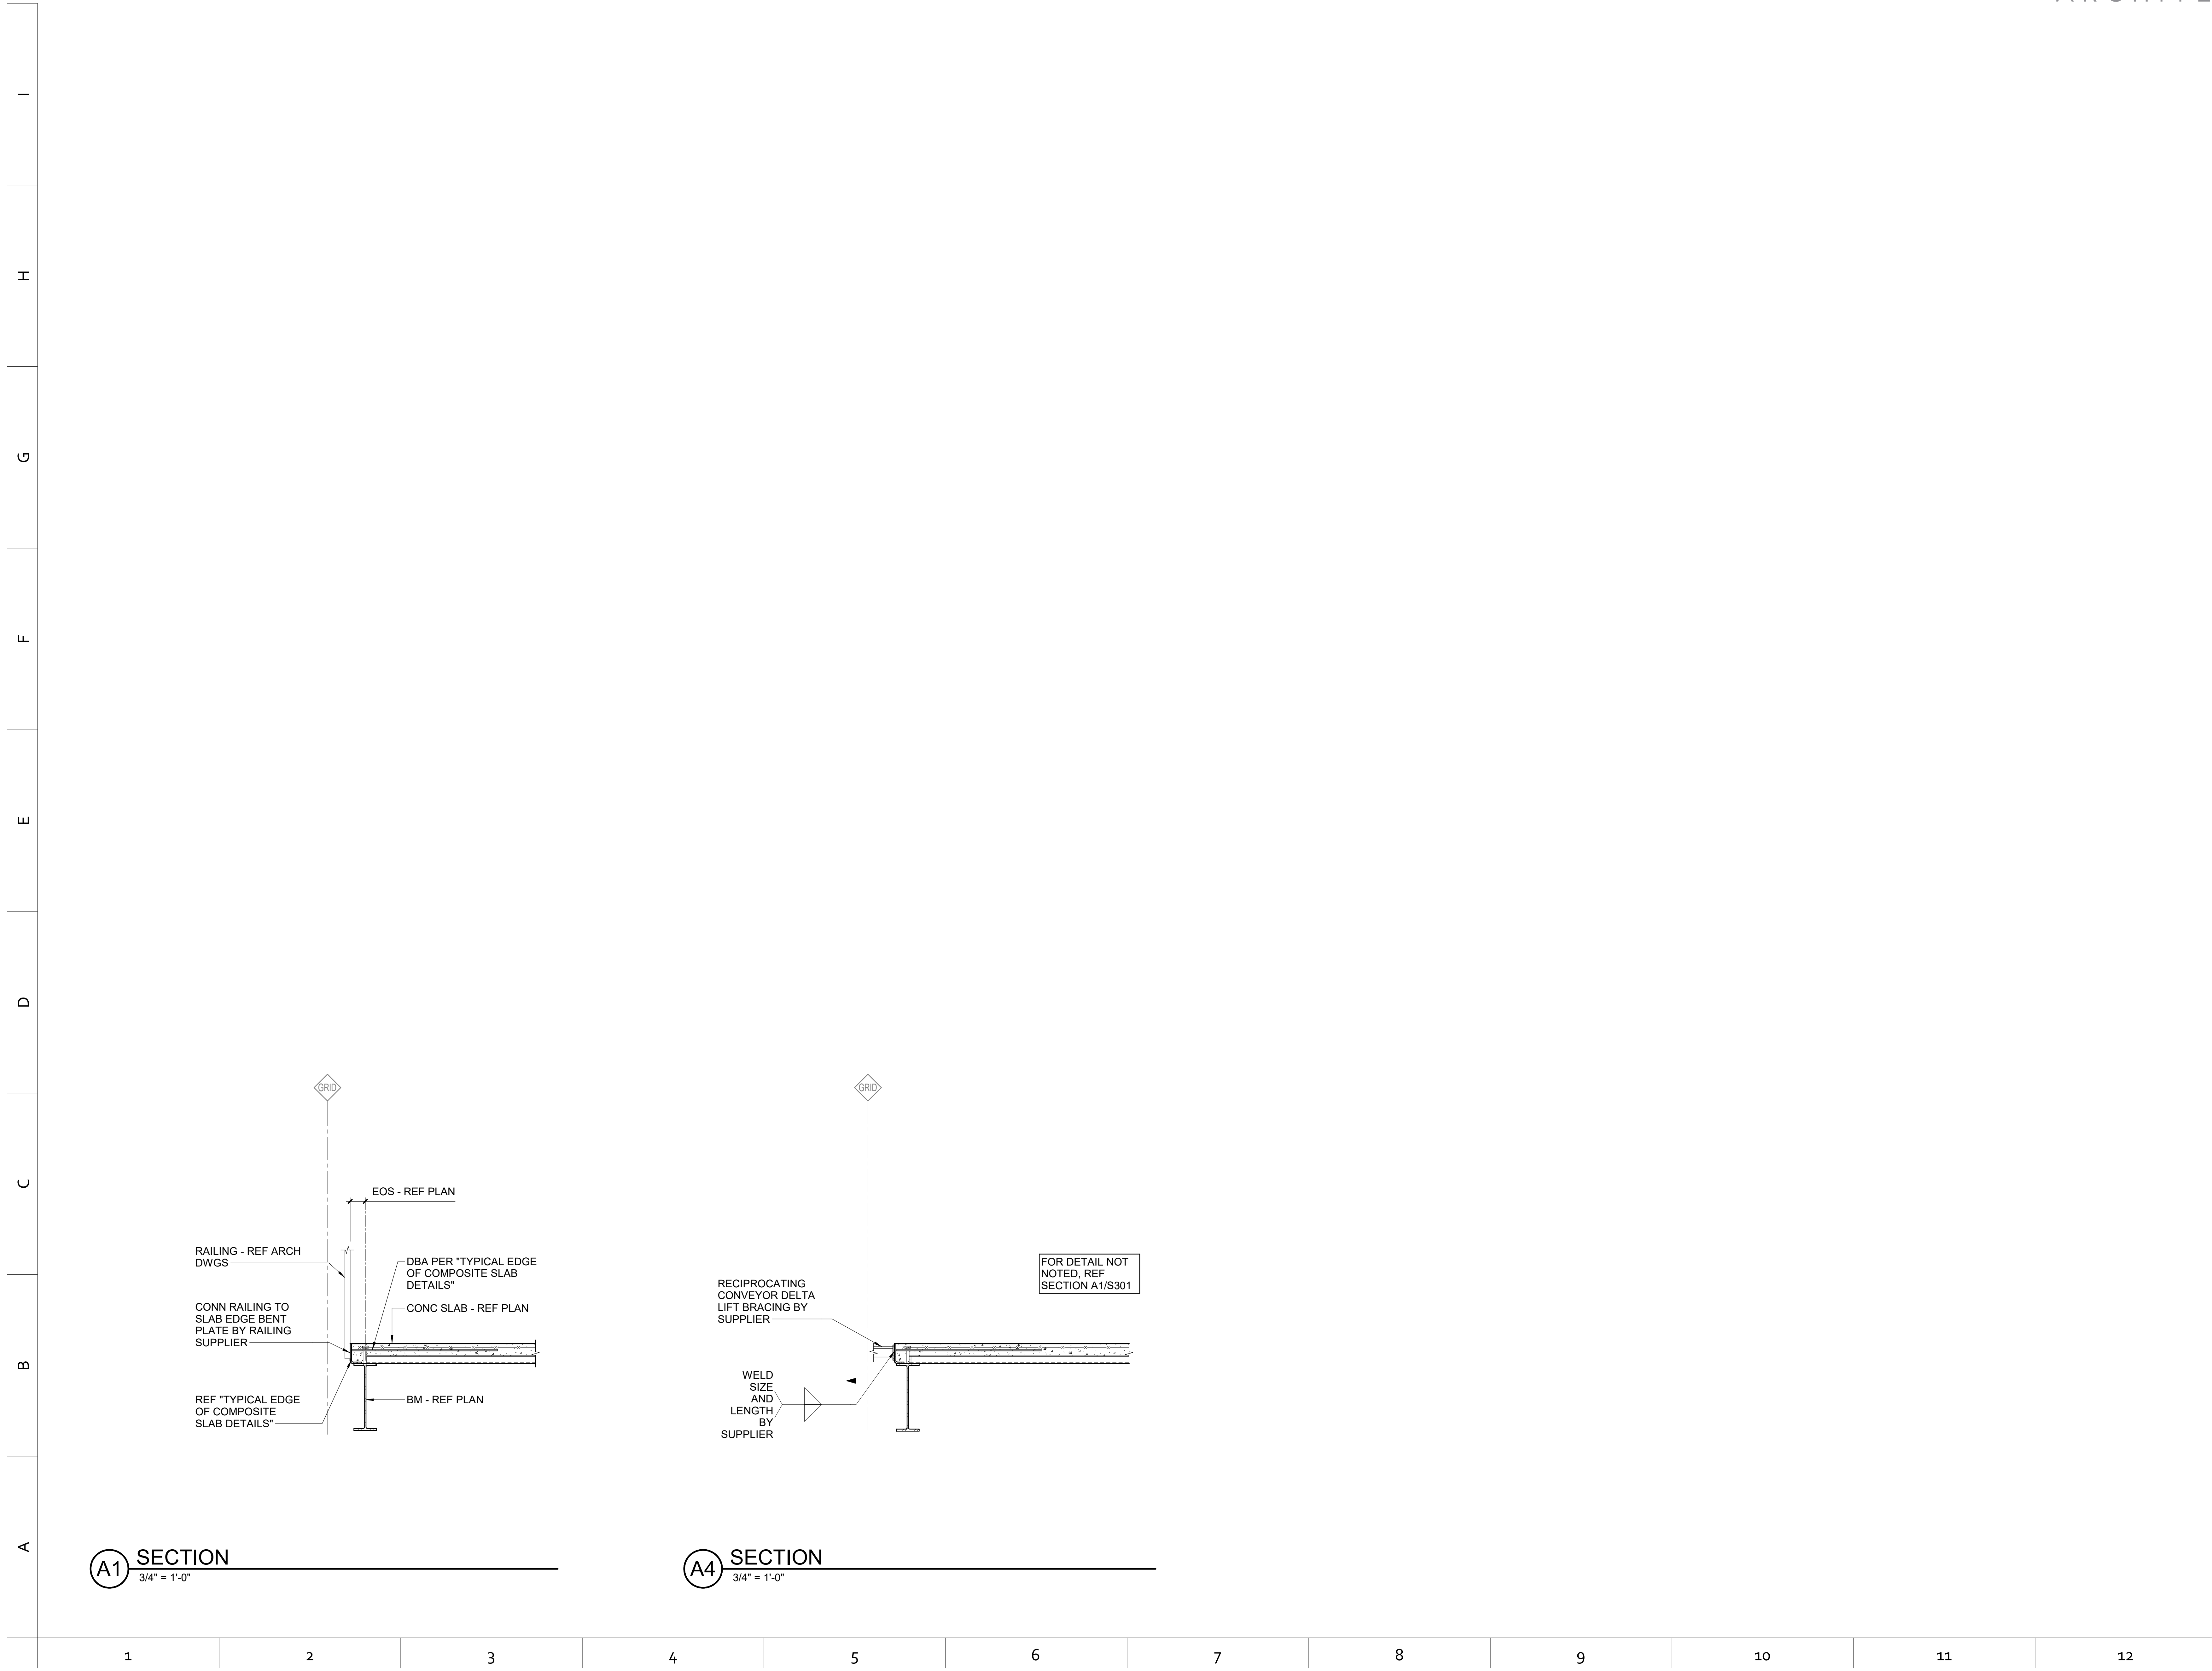 I
H
G
F
E
D
C
B
A
GRID
EOS - REF PLAN
RAILING - REF ARCH
DWGS
DBA PER "TYPICAL EDGE
OF COMPOSITE SLAB
DETAILS"
CONC SLAB - REF PLAN
CONN RAILING TO
SLAB EDGE BENT
PLATE BY RAILING
SUPPLIER
REF "TYPICAL EDGE
OF COMPOSITE
SLAB DETAILS"
BM - REF PLAN
A1 SECTION
3/4" = 1'-0"
GRID
FOR DETAIL NOT
NOTED, REF
SECTION A1/S301
RECIPROCATING
CONVEYOR DELTA
LIFT BRACING BY
SUPPLIER
WELD
SIZE
AND
LENGTH
BY
SUPPLIER
A4 SECTION
3/4" = 1'-0"
1 2 3 4 5 6 7 8 9 10 11 12